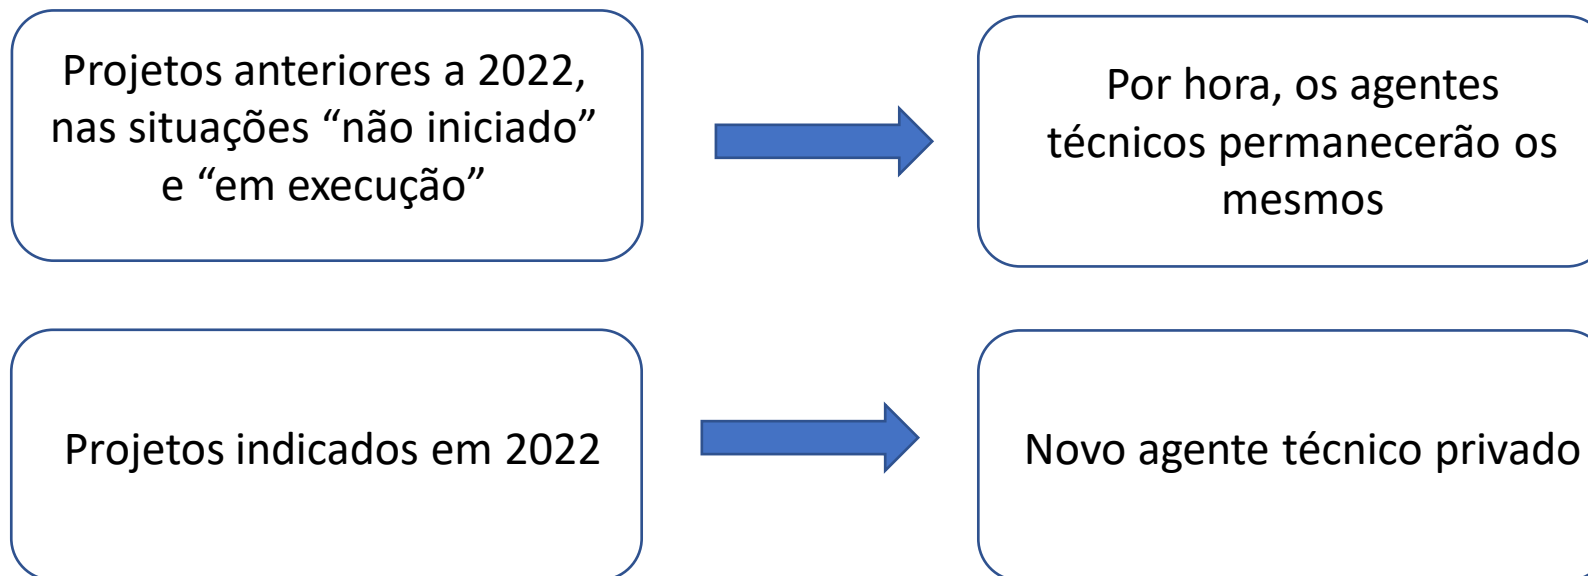 Projetos anteriores a 2022,
nas situações “não iniciado”
e “em execução”
Por hora, os agentes
técnicos permanecerão os
mesmos
Projetos indicados em 2022
Novo agente técnico privado